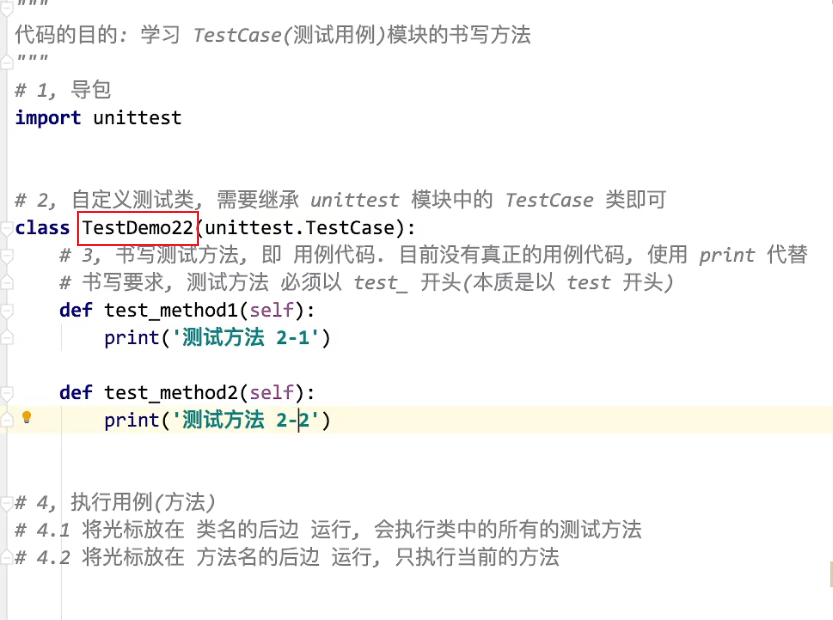 """
代码的目的: 学习 TestCase(测试用例)模块的书写方法
"""
# 1, 导包
import unittest
# 2, 自定义测试类, 需要继承 unittest 模块中的 TestCase 类即可
class TestDemo22(unittest.TestCase):
# 3, 书写测试方法, 即 用例代码. 目前没有真正的用例代码, 使用 print 代替
# 书写要求, 测试方法 必须以 test_ 开头(本质是以 test 开头)
def test_method1(self):
print('测试方法 2-1')
def test_method2(self):
print('测试方法 2-2')
# 4, 执行用例(方法)
# 4.1 将光标放在 类名的后边 运行, 会执行类中的所有的测试方法
# 4.2 将光标放在 方法名的后边 运行, 只执行当前的方法